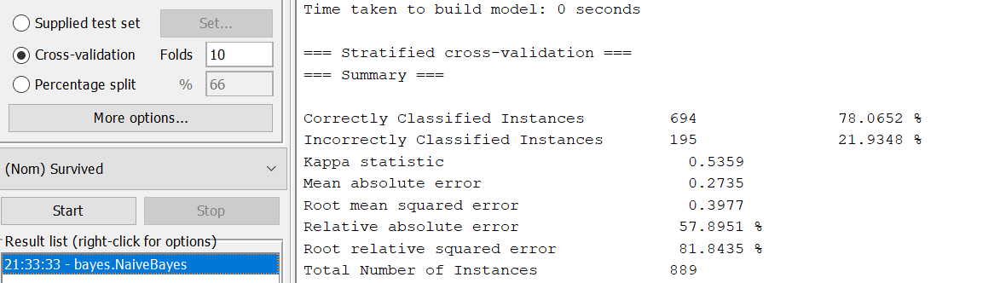 Supplied test set Set...
Cross-validation Folds 10
Percentage split % 66
More options...
(Nom) Survived
Start Stop
Result list (right-click for options)
21:33:33 - bayes.NaiveBayes
Time taken to build model: 0 seconds
=== Stratified cross-validation ===
=== Summary ===
Correctly Classified Instances 694 78.0652 %
Incorrectly Classified Instances 195 21.9348 %
Kappa statistic 0.5359
Mean absolute error 0.2735
Root mean squared error 0.3977
Relative absolute error 57.8951 %
Root relative squared error 81.8435 %
Total Number of Instances 889